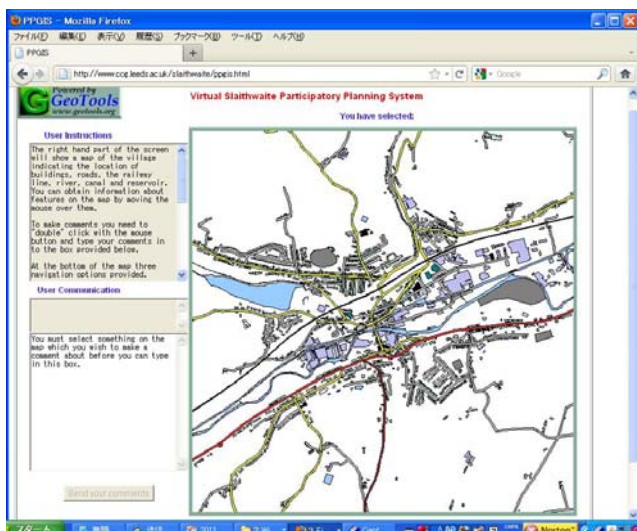 PPGIS - Mozilla Firefox
ファイル(F) 編集(E) 表示(V) 履歴(S) ブックマーク(B) ツール(T) ヘルプ(H)
PPGIS
http://www.ccg.leeds.ac.uk/slaithwaite/ppgis.html
Google
Powered by
GeoTools
www.geotools.org
Virtual Slaithwaite Participatory Planning System
You have selected:
User Instructions
The right hand part of the screen
will show a map of the village
indicating the location of
buildings, roads, the railway
line, river, canal and reservoir.
You can obtain information about
features on the map by moving the
mouse over them.
To make comments you need to
"double" click with the mouse
button and type your comments in
to the box provided below.
At the bottom of the map three
navigation options provided.
User Communication
You must select something on the
map which you wish to make a
comment about before you can type
in this box.
Send your comments
スタート
2011
Norton